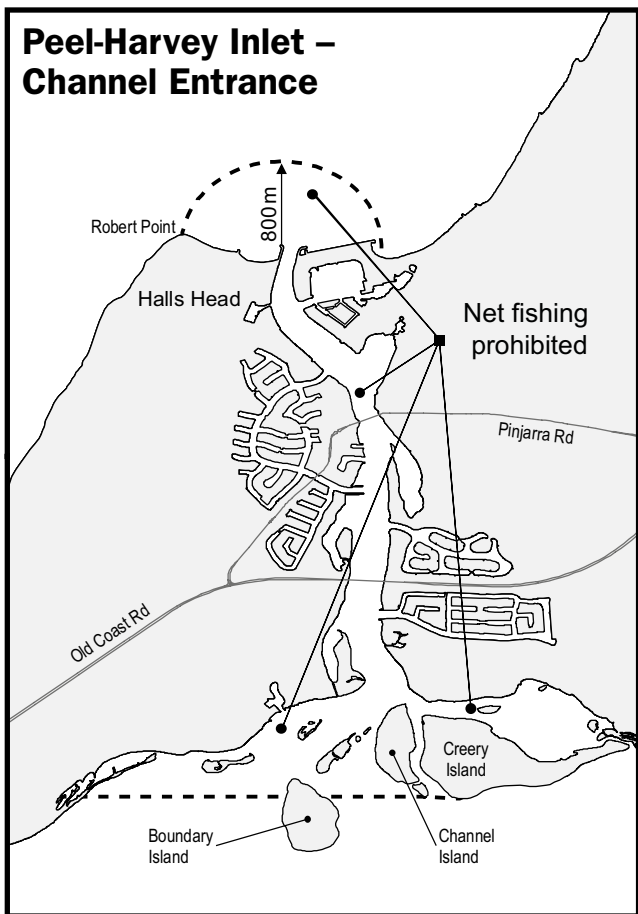 Peel-Harvey Inlet –
Channel Entrance
800m
Robert Point
Halls Head
Net fishing
prohibited
Pinjarra Rd
Old Coast Rd
Creery
Island
Boundary
Island
Channel
Island